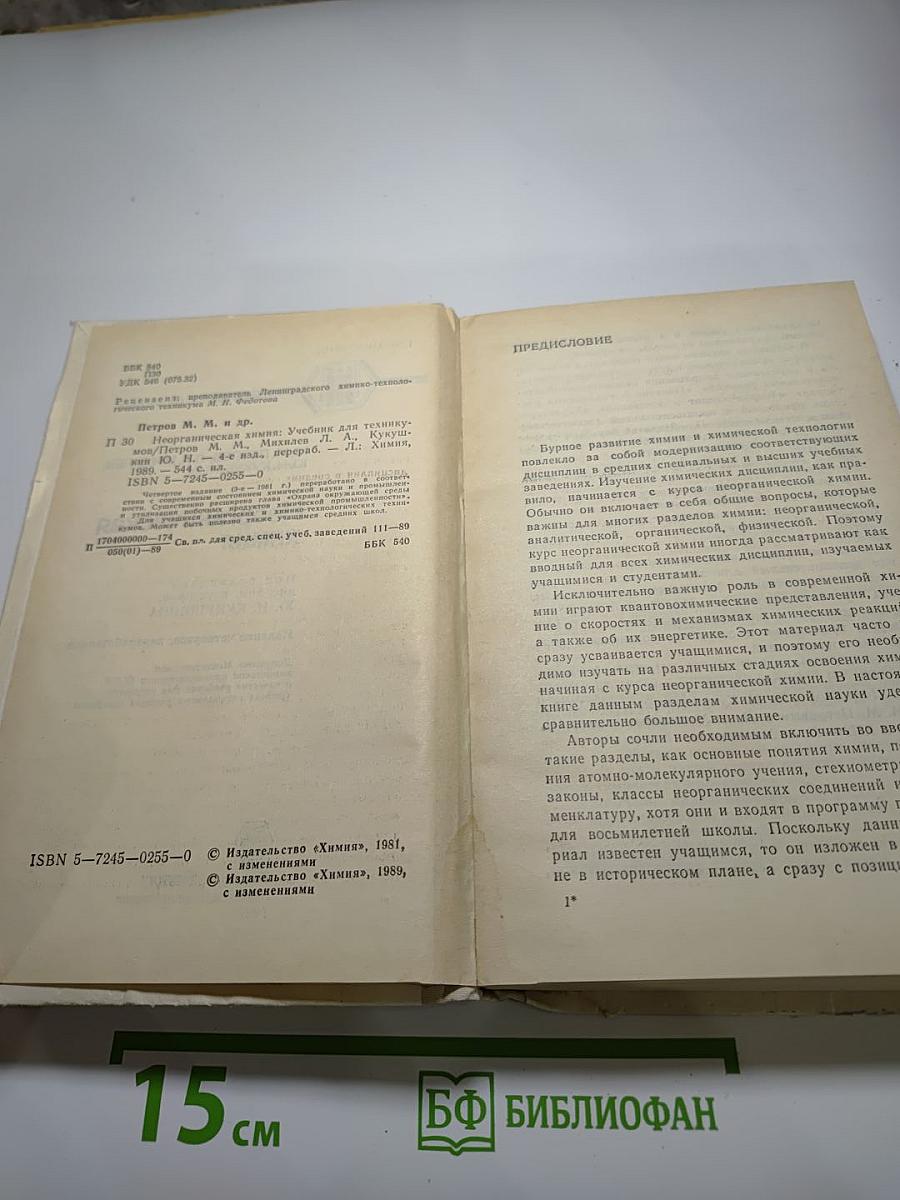 ББК 540
П30
УДК 546 (075.32)
Рецензент: преподаватель Ленинградского химико-техноло-
гического техникума М. Н. Федотова
Петров М. М. и др.
П 30 Неорганическая химия: Учебник для технику-
мов/Петров М. М., Михилев Л. А., Кукуш-
кин Ю. Н. — 4-е изд., перераб. — Л.: Химия,
1989. — 544 с. ил.
ISBN 5—7245—0255—0
Четвертое издание (3-е — 1981 г.) переработано в соответ-
ствии с современным состоянием химической науки и промышлен-
ности. Существенно расширена глава «Охрана окружающей среды
и утилизация побочных продуктов химической промышленности».
Для учащихся химических и химико-технологических техни-
кумов. Может быть полезно также учащимся средних школ.
П 1704000000—174 Св. пл. для сред. спец. учеб. заведений 111—89
050(01)—89
ББК 540
ISBN 5—7245—0255—0
© Издательство «Химия», 1981,
с изменениями
© Издательство «Химия», 1989,
с изменениями
ПРЕДИСЛОВИЕ
Бурное развитие химии и химической технологии
повлекло за собой модернизацию соответствующих
дисциплин в средних специальных и высших учебных
заведениях. Изучение химических дисциплин, как пра-
вило, начинается с курса неорганической химии.
Обычно он включает в себя общие вопросы, которые
важны для многих разделов химии: неорганической,
аналитической, органической, физической. Поэтому
курс неорганической химии иногда рассматривают как
вводный для всех химических дисциплин, изучаемых
учащимися и студентами.
Исключительно важную роль в современной хи-
мии играют квантовохимические представления, уче
ние о скоростях и механизмах химических реакций
а также об их энергетике. Этот материал часто
сразу усваивается учащимися, и поэтому его необ
димо изучать на различных стадиях освоения хим
начиная с курса неорганической химии. В настоя
книге данным разделам химической науки уде
сравнительно большое внимание.
Авторы сочли необходимым включить во вве
такие разделы, как основные понятия химии, п
ния атомно-молекулярного учения, стехиометр
законы, классы неорганических соединений и
менклатуру, хотя они и входят в программу п
для восьмилетней школы. Поскольку данн
риал известен учащимся, то он изложен в
не в историческом плане, а сразу с позиц
1*
15 см
БФ БИБЛИОФАН